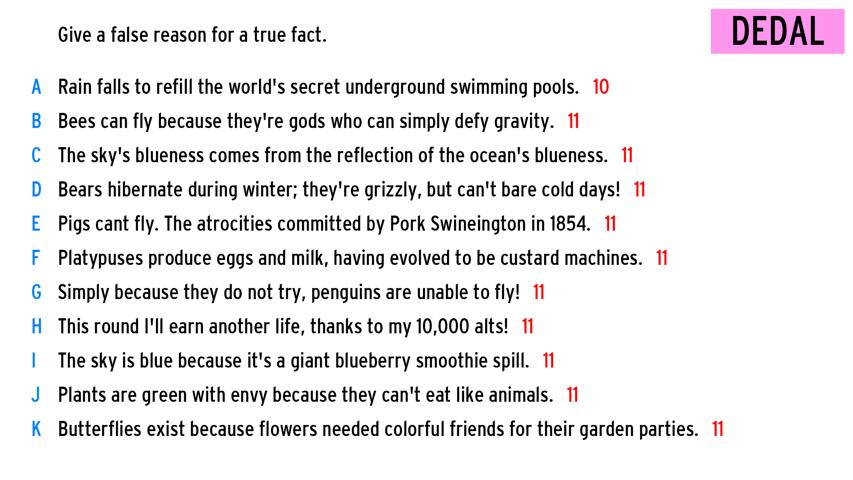 Give a false reason for a true fact.
DEDAL
A Rain falls to refill the world's secret underground swimming pools. 10
B Bees can fly because they're gods who can simply defy gravity. 11
C The sky's blueness comes from the reflection of the ocean's blueness. 11
D Bears hibernate during winter; they're grizzly, but can't bare cold days! 11
E Pigs cant fly. The atrocities committed by Pork Swineington in 1854. 11
F Platypuses produce eggs and milk, having evolved to be custard machines. 11
G Simply because they do not try, penguins are unable to fly! 11
H This round I'll earn another life, thanks to my 10,000 alts! 11
I The sky is blue because it's a giant blueberry smoothie spill. 11
J Plants are green with envy because they can't eat like animals. 11
K Butterflies exist because flowers needed colorful friends for their garden parties. 11